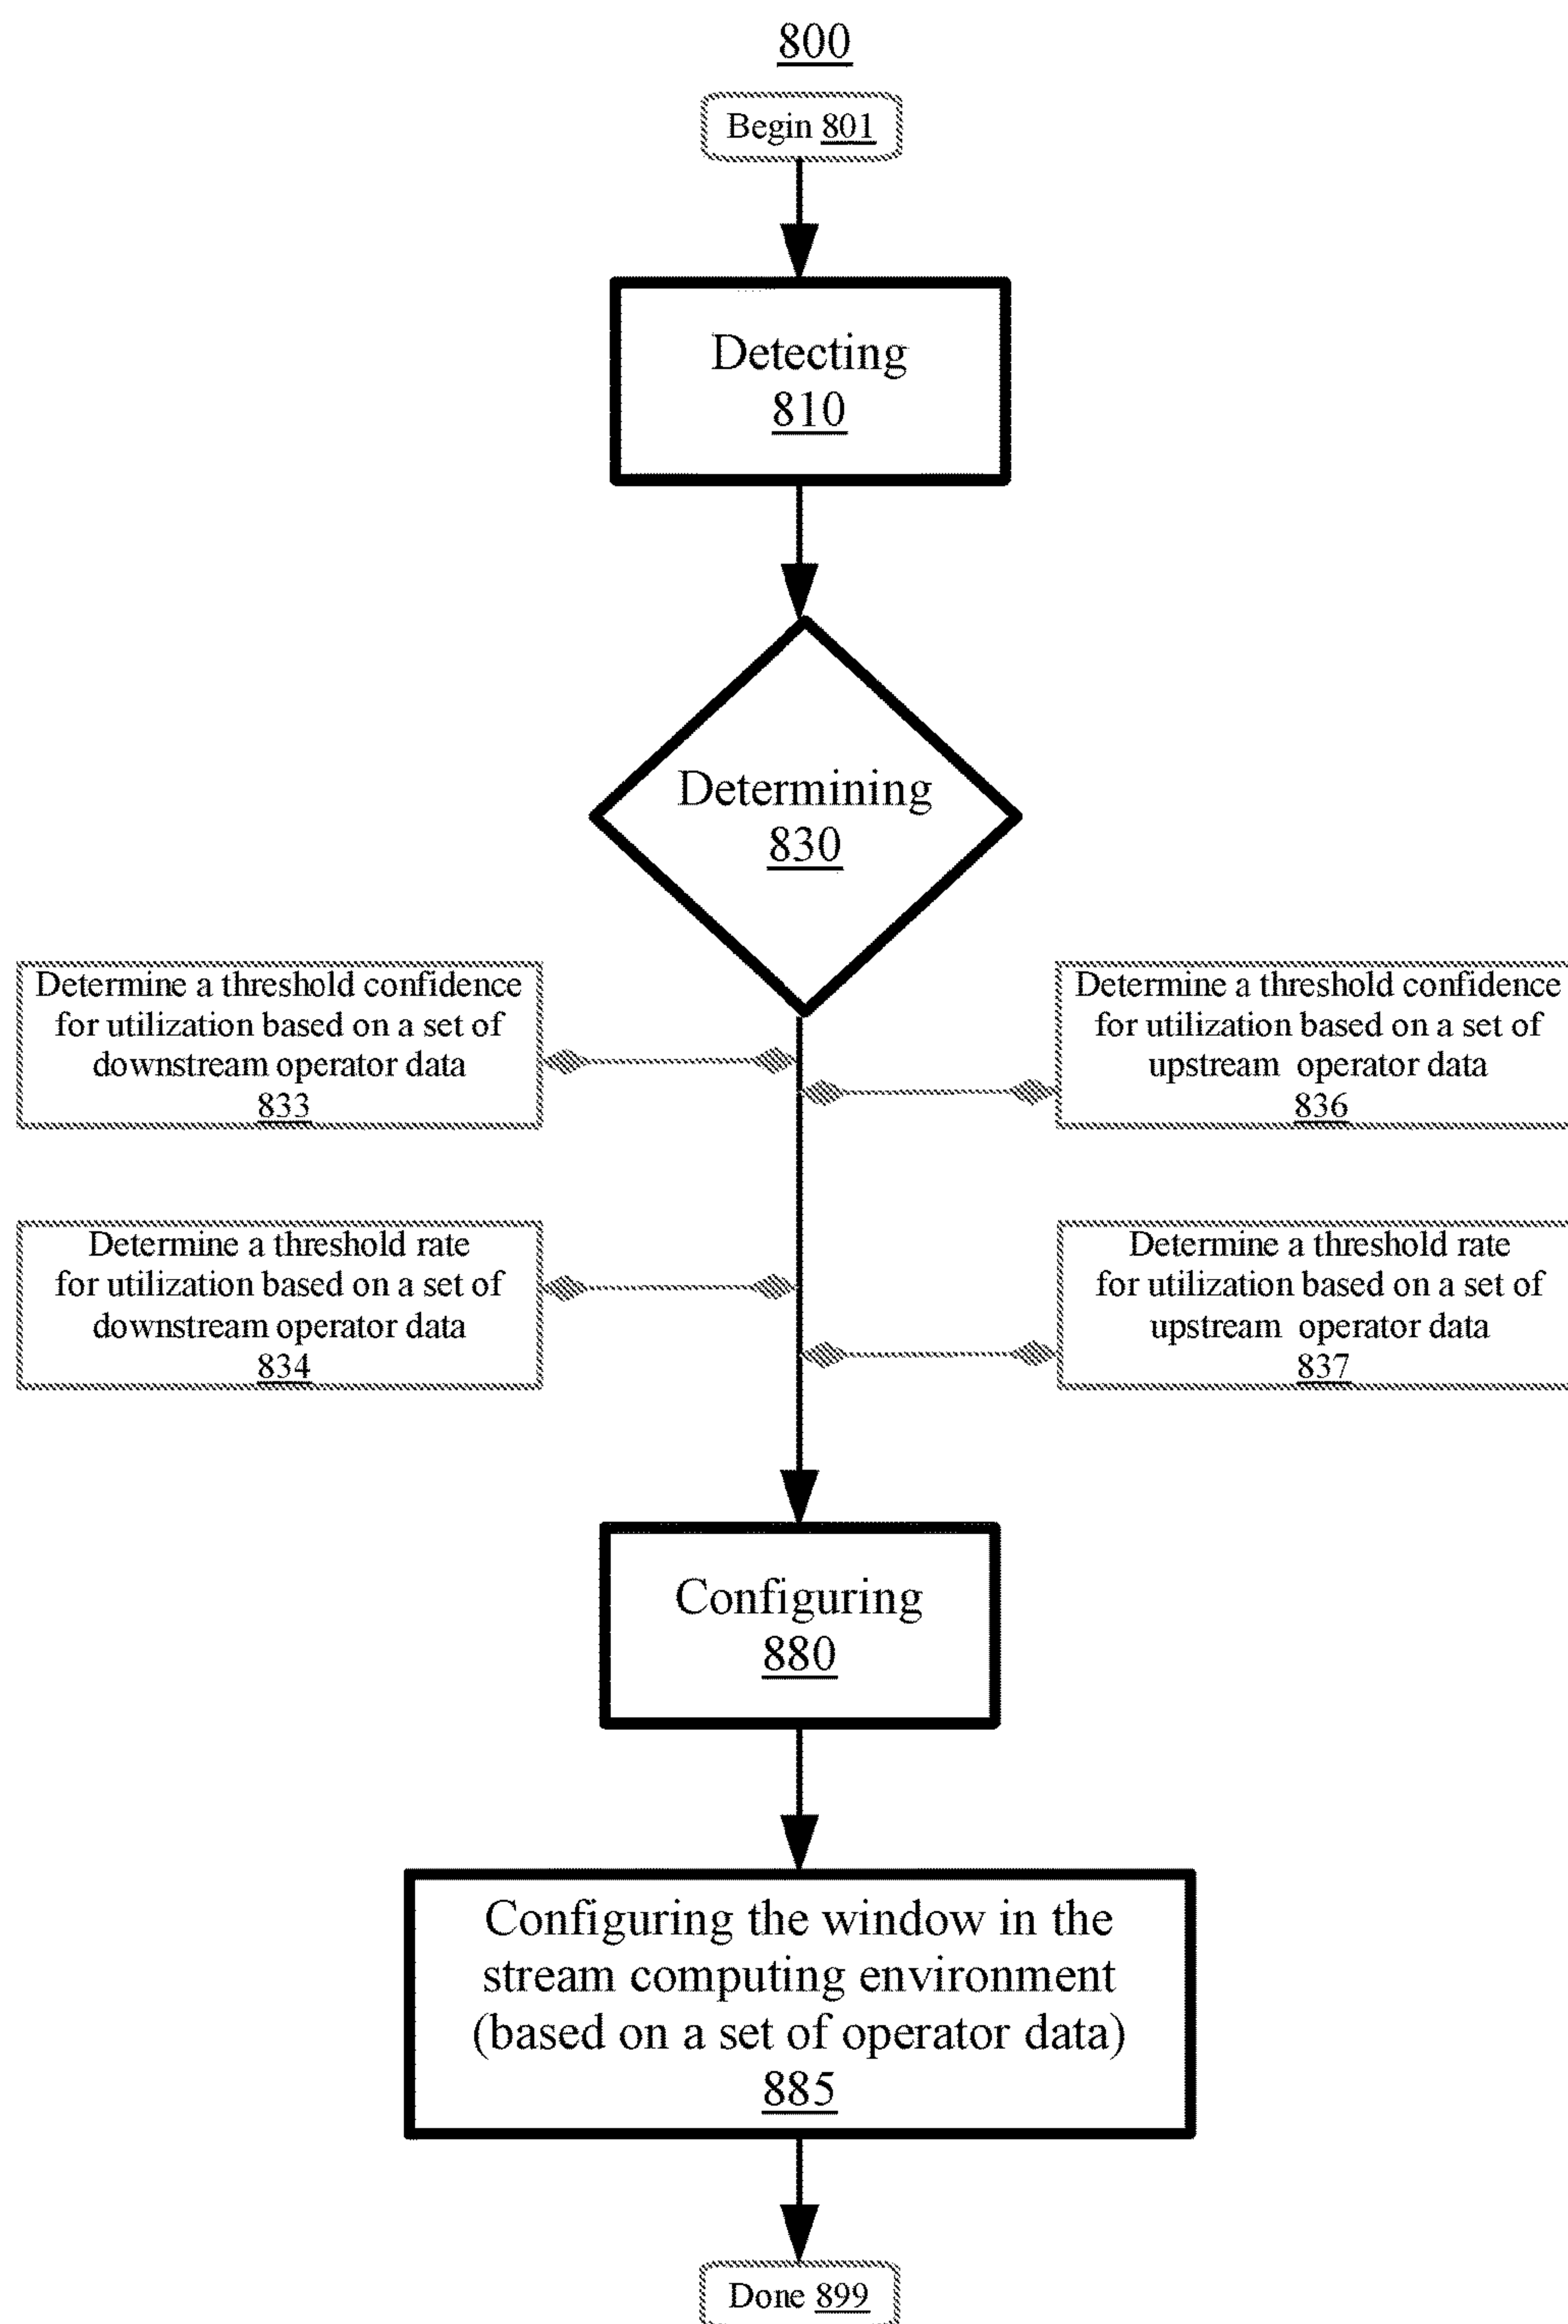 800
Begin 801
Detecting
810
Determining
830
Determine a threshold confidence
for utilization based on a set of
downstream operator data
833
Determine a threshold confidence
for utilization based on a set of
upstream operator data
836
Determine a threshold rate
for utilization based on a set of
downstream operator data
834
Determine a threshold rate
for utilization based on a set of
upstream operator data
837
Configuring
880
Configuring the window in the
stream computing environment
(based on a set of operator data)
885
Done 899